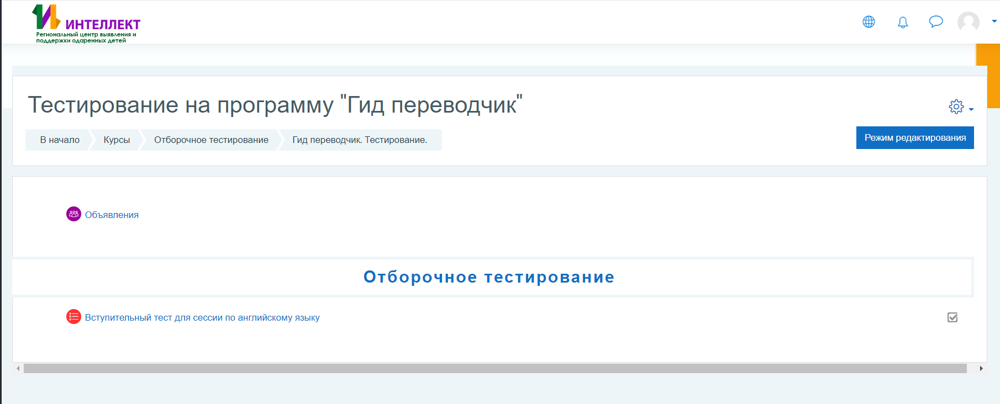 ИНТЕЛЛЕКТ
Региональный центр выявления и
поддержки одаренных детей
Тестирование на программу "Гид переводчик"
В начало Курсы Отборочное тестирование Гид переводчик. Тестирование.
Режим редактирования
Объявления
Отборочное тестирование
Вступительный тест для сессии по английскому языку